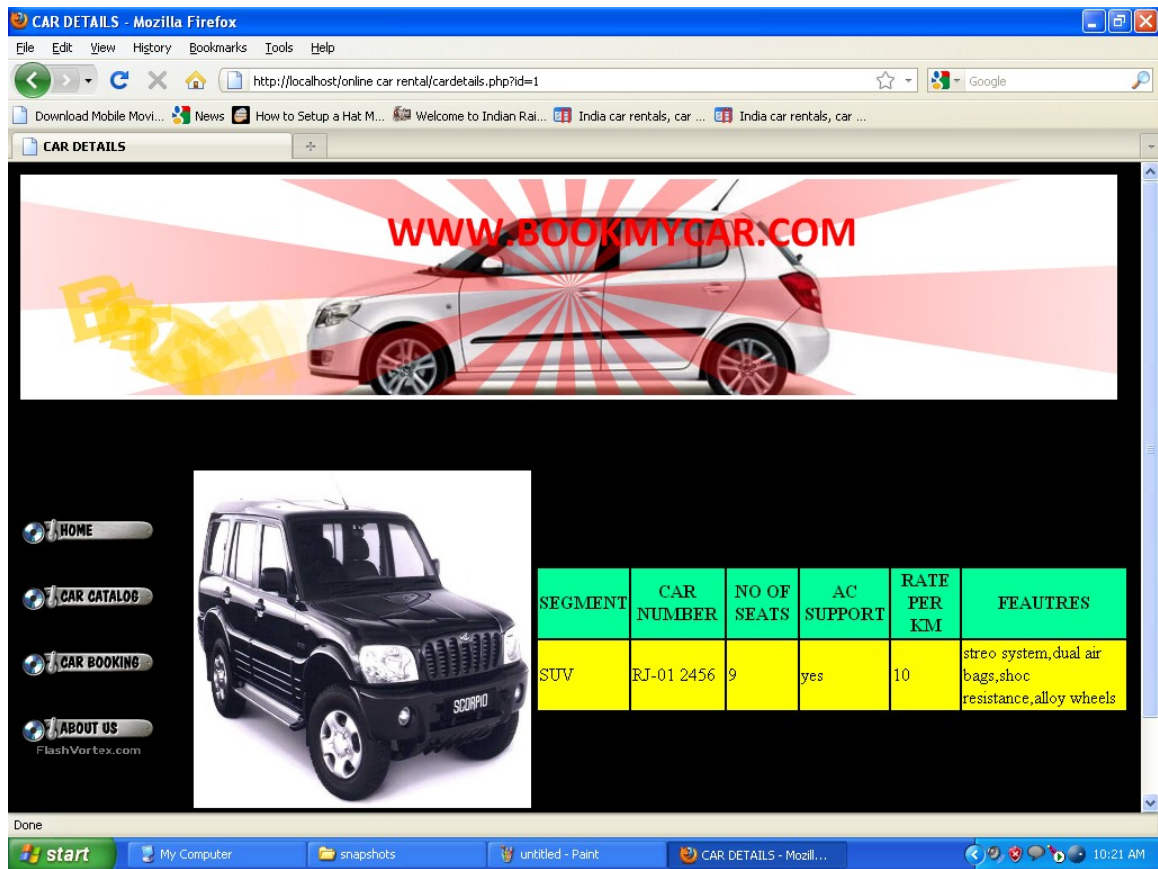 CAR DETAILS - Mozilla Firefox
File Edit View History Bookmarks Tools Help
http://localhost/online car rental/cardetails.php?id=1
Google
Download Mobile Movi... News How to Setup a Hat M... Welcome to Indian Rai... India car rentals, car ... India car rentals, car ...
CAR DETAILS
WWW.BOOKMYCAR.COM
HOME
CAR CATALOG
CAR BOOKING
ABOUT US
FlashVortex.com
SCORPIO
SEGMENT
CAR
NUMBER
NO OF
SEATS
AC
SUPPORT
RATE
PER
KM
FEAUTRES
SUV
RJ-01 2456
9
yes
10
streo system,dual air
bags,shoc
resistance,alloy wheels
Done
start My Computer snapshots untitled - Paint CAR DETAILS - Mozill... 10:21 AM